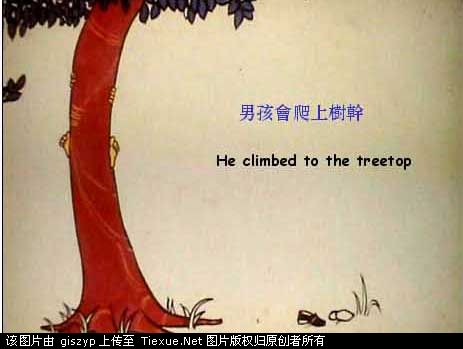 男孩會爬上樹幹
He climbed to the treetop
该图片由 giszyp 上传至 Tiexue.Net 图片版权归原创者所有